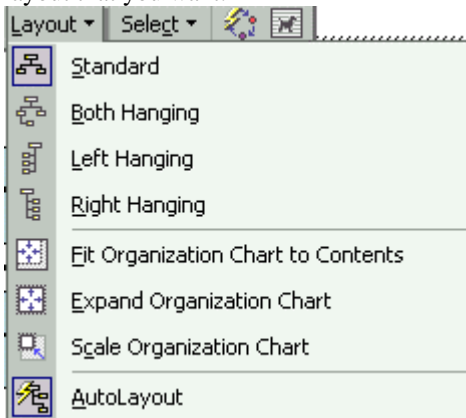 Layout Select
Standard
Both Hanging
Left Hanging
Right Hanging
Fit Organization Chart to Contents
Expand Organization Chart
Scale Organization Chart
AutoLayout